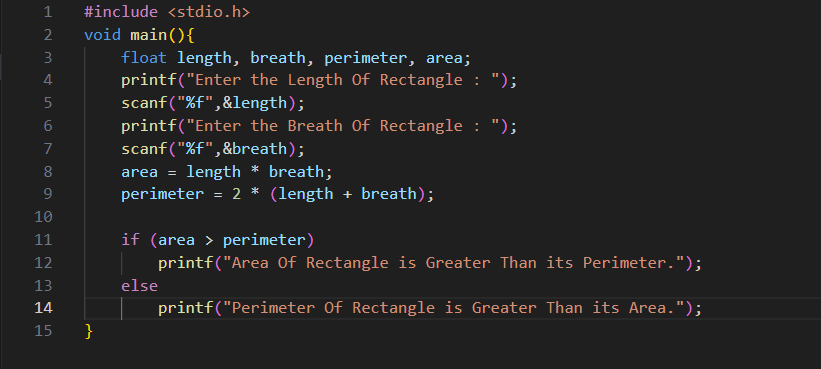 1 #include <stdio.h>
2 void main(){
3 float length, breath, perimeter, area;
4 printf("Enter the Length Of Rectangle : ");
5 scanf("%f",&length);
6 printf("Enter the Breath Of Rectangle : ");
7 scanf("%f",&breath);
8 area = length * breath;
9 perimeter = 2 * (length + breath);
10
11 if (area > perimeter)
12 printf("Area Of Rectangle is Greater Than its Perimeter.");
13 else
14 printf("Perimeter Of Rectangle is Greater Than its Area.");
15 }